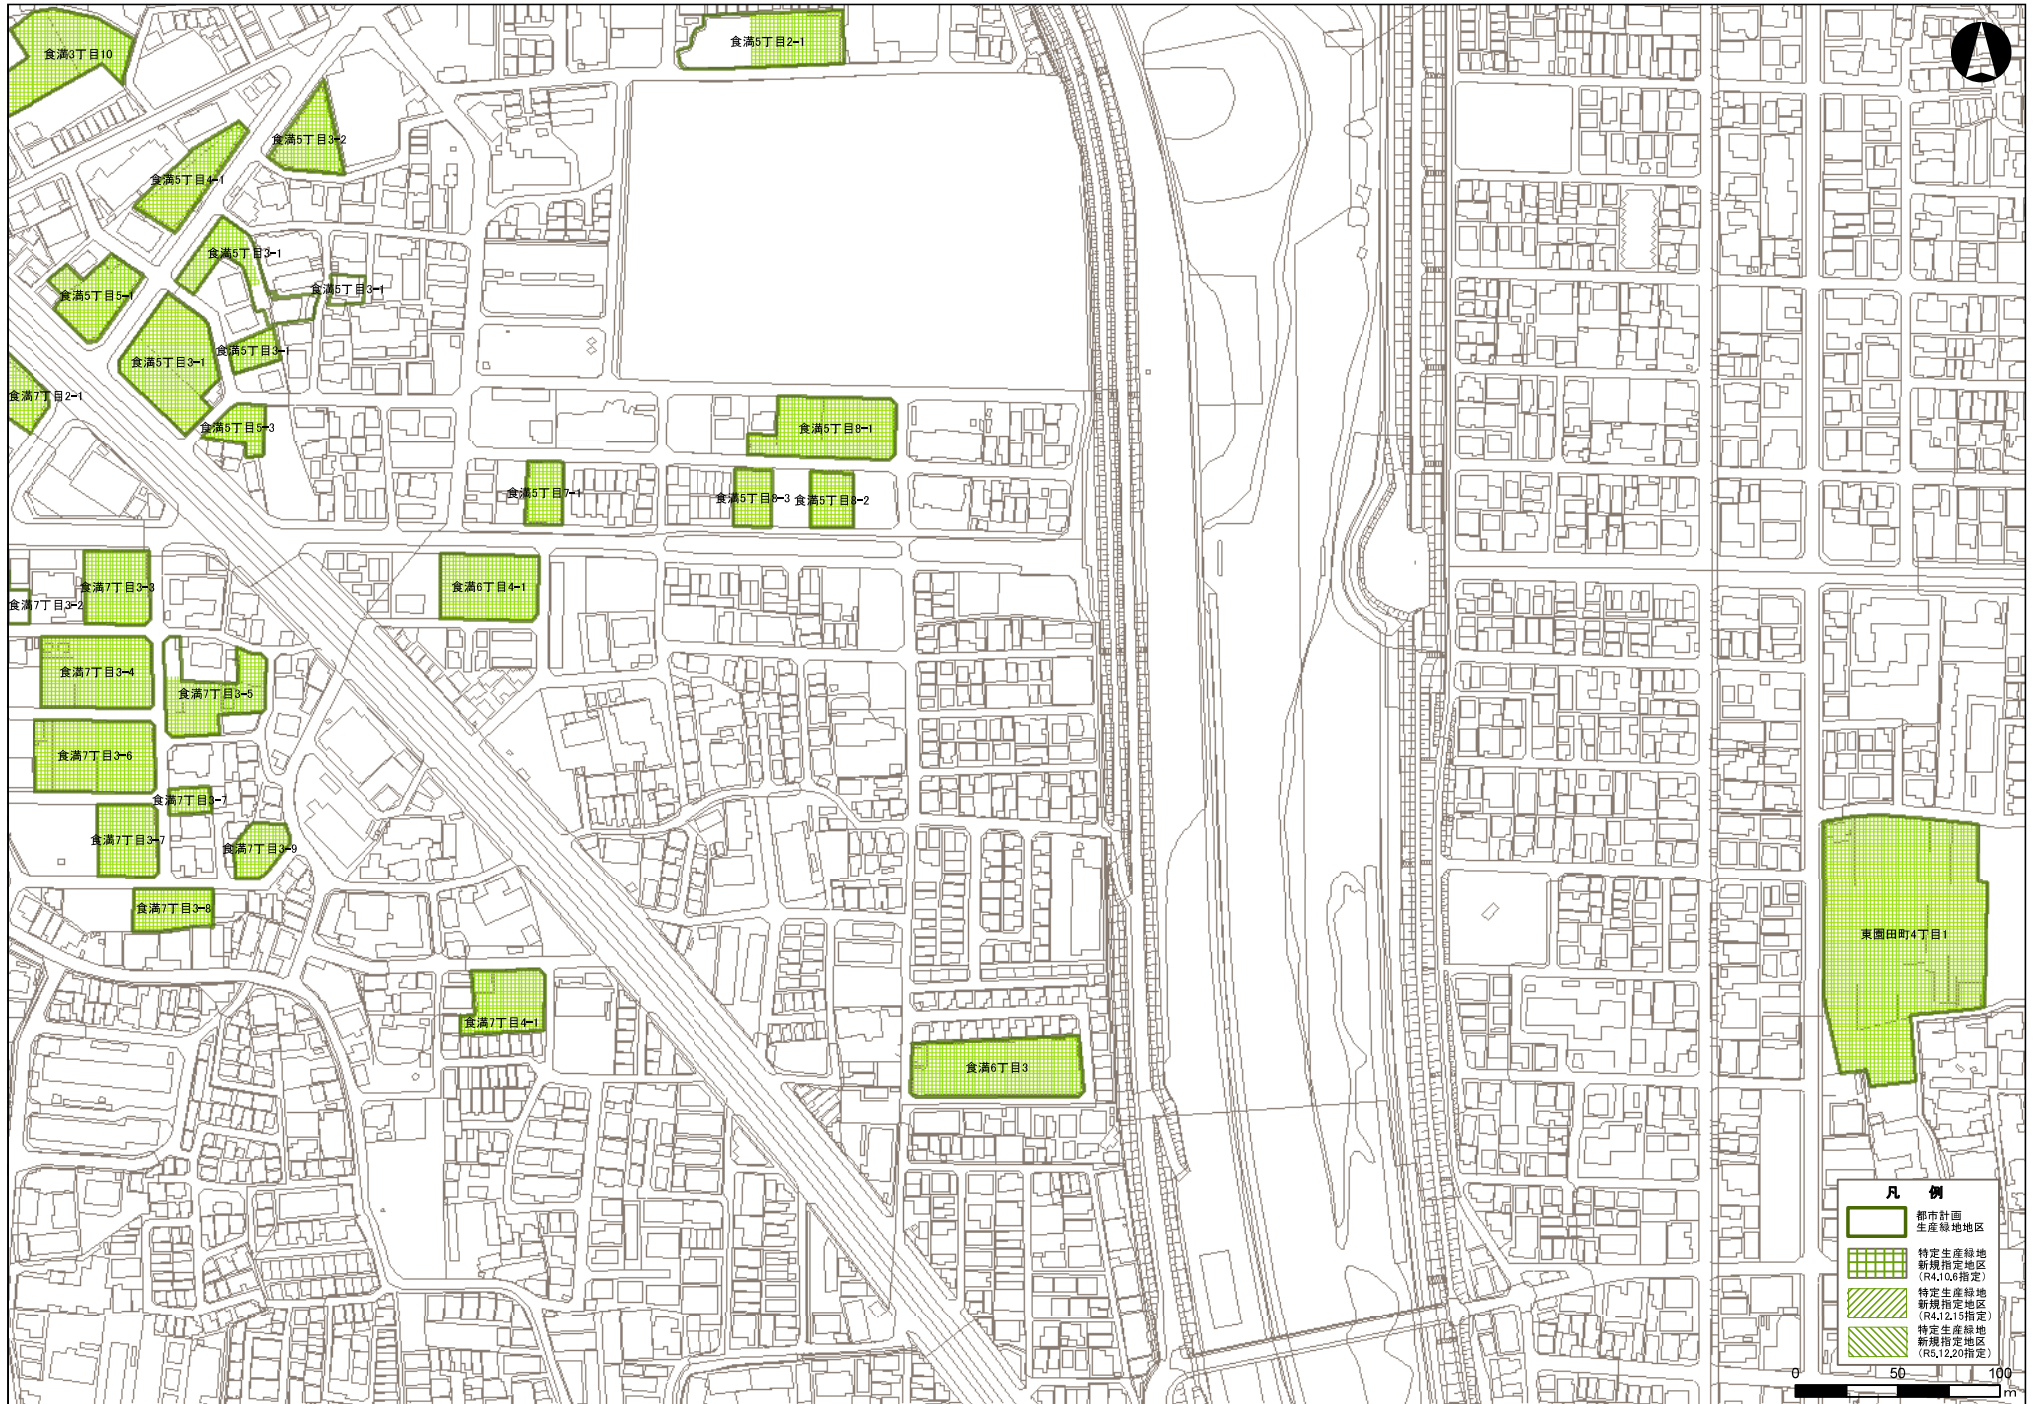 食満3丁目10
食満5丁目2-1
食満5丁目3-2
食満5丁目4-1
食満5丁目3-1
食満5丁目5-1
食満5丁目3-1
食満5丁目3-1
食満5丁目3-1
食満7丁目2-1
食満5丁目5-3
食満5丁目8-1
食満5丁目7-1
食満5丁目8-3
食満5丁目8-2
食満7丁目3-3
食満6丁目4-1
食満7丁目3-2
食満7丁目3-4
食満7丁目3-5
食満7丁目3-6
食満7丁目3-7
食満7丁目3-7
食満7丁目3-9
食満7丁目3-8
東園田町4丁目1
食満7丁目4-1
食満6丁目3
凡 例
都市計画
生産緑地地区
特定生産緑地
新規指定地区
(R4.10.6指定)
特定生産緑地
新規指定地区
(R4.12.15指定)
特定生産緑地
新規指定地区
(R5.12.20指定)
0 50 100
m